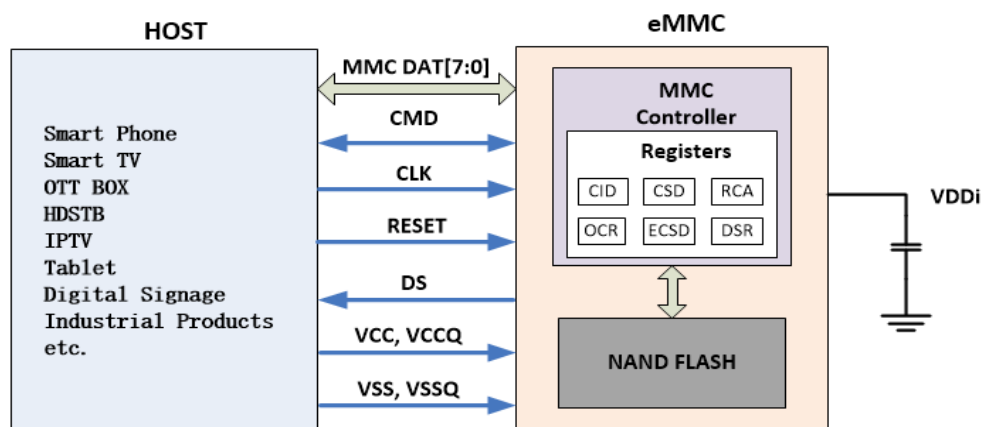 HOST
eMMC
Smart Phone
Smart TV
OTT BOX
HDSTB
IPTV
Tablet
Digital Signage
Industrial Products
etc.
MMC DAT[7:0]
CMD
CLK
RESET
DS
VCC, VCCQ
VSS, VSSQ
MMC
Controller
Registers
CID CSD RCA
OCR ECSD DSR
NAND FLASH
VDDi